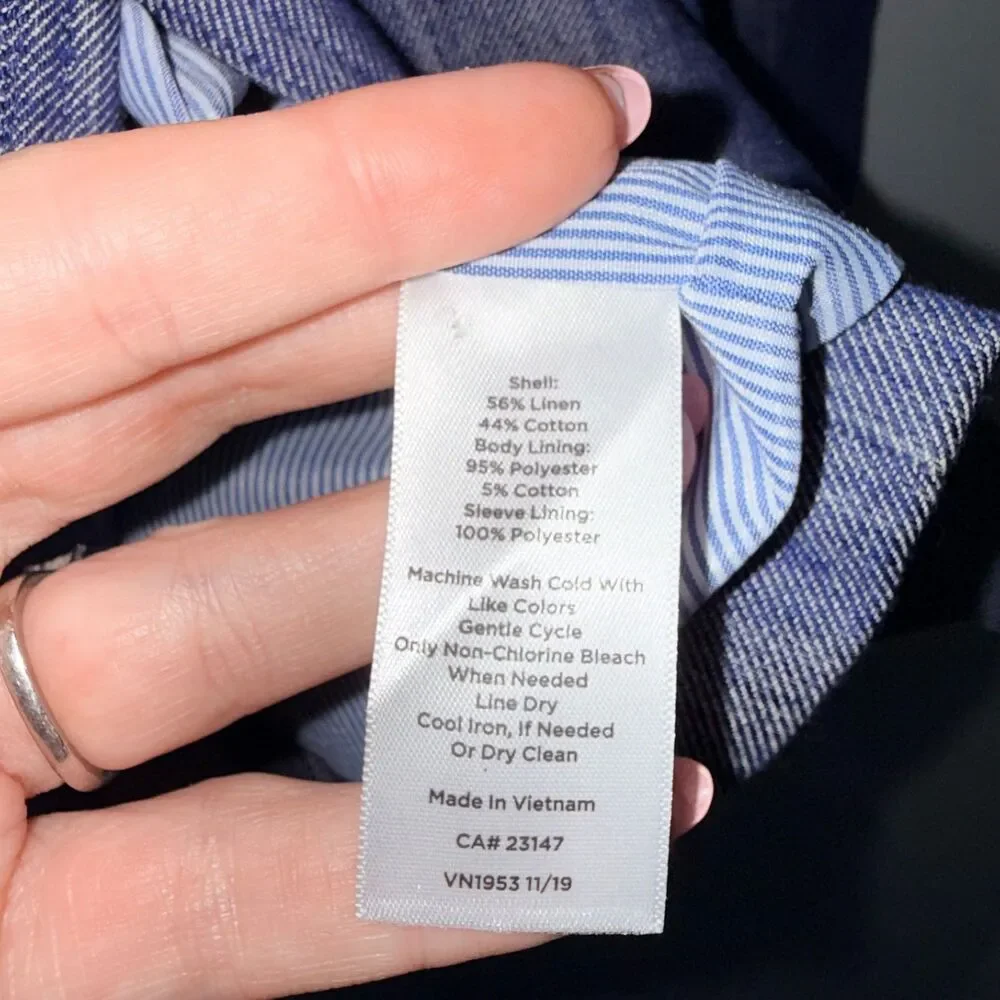 Shell:
56% Linen
44% Cotton
Body Lining:
95% Polyester
5% Cotton
Sleeve Lining:
100% Polyester
Machine Wash Cold With
Like Colors
Gentle Cycle
Only Non-Chlorine Bleach
When Needed
Line Dry
Cool Iron, If Needed
Or Dry Clean
Made In Vietnam
CA# 23147
VN1953 11/19